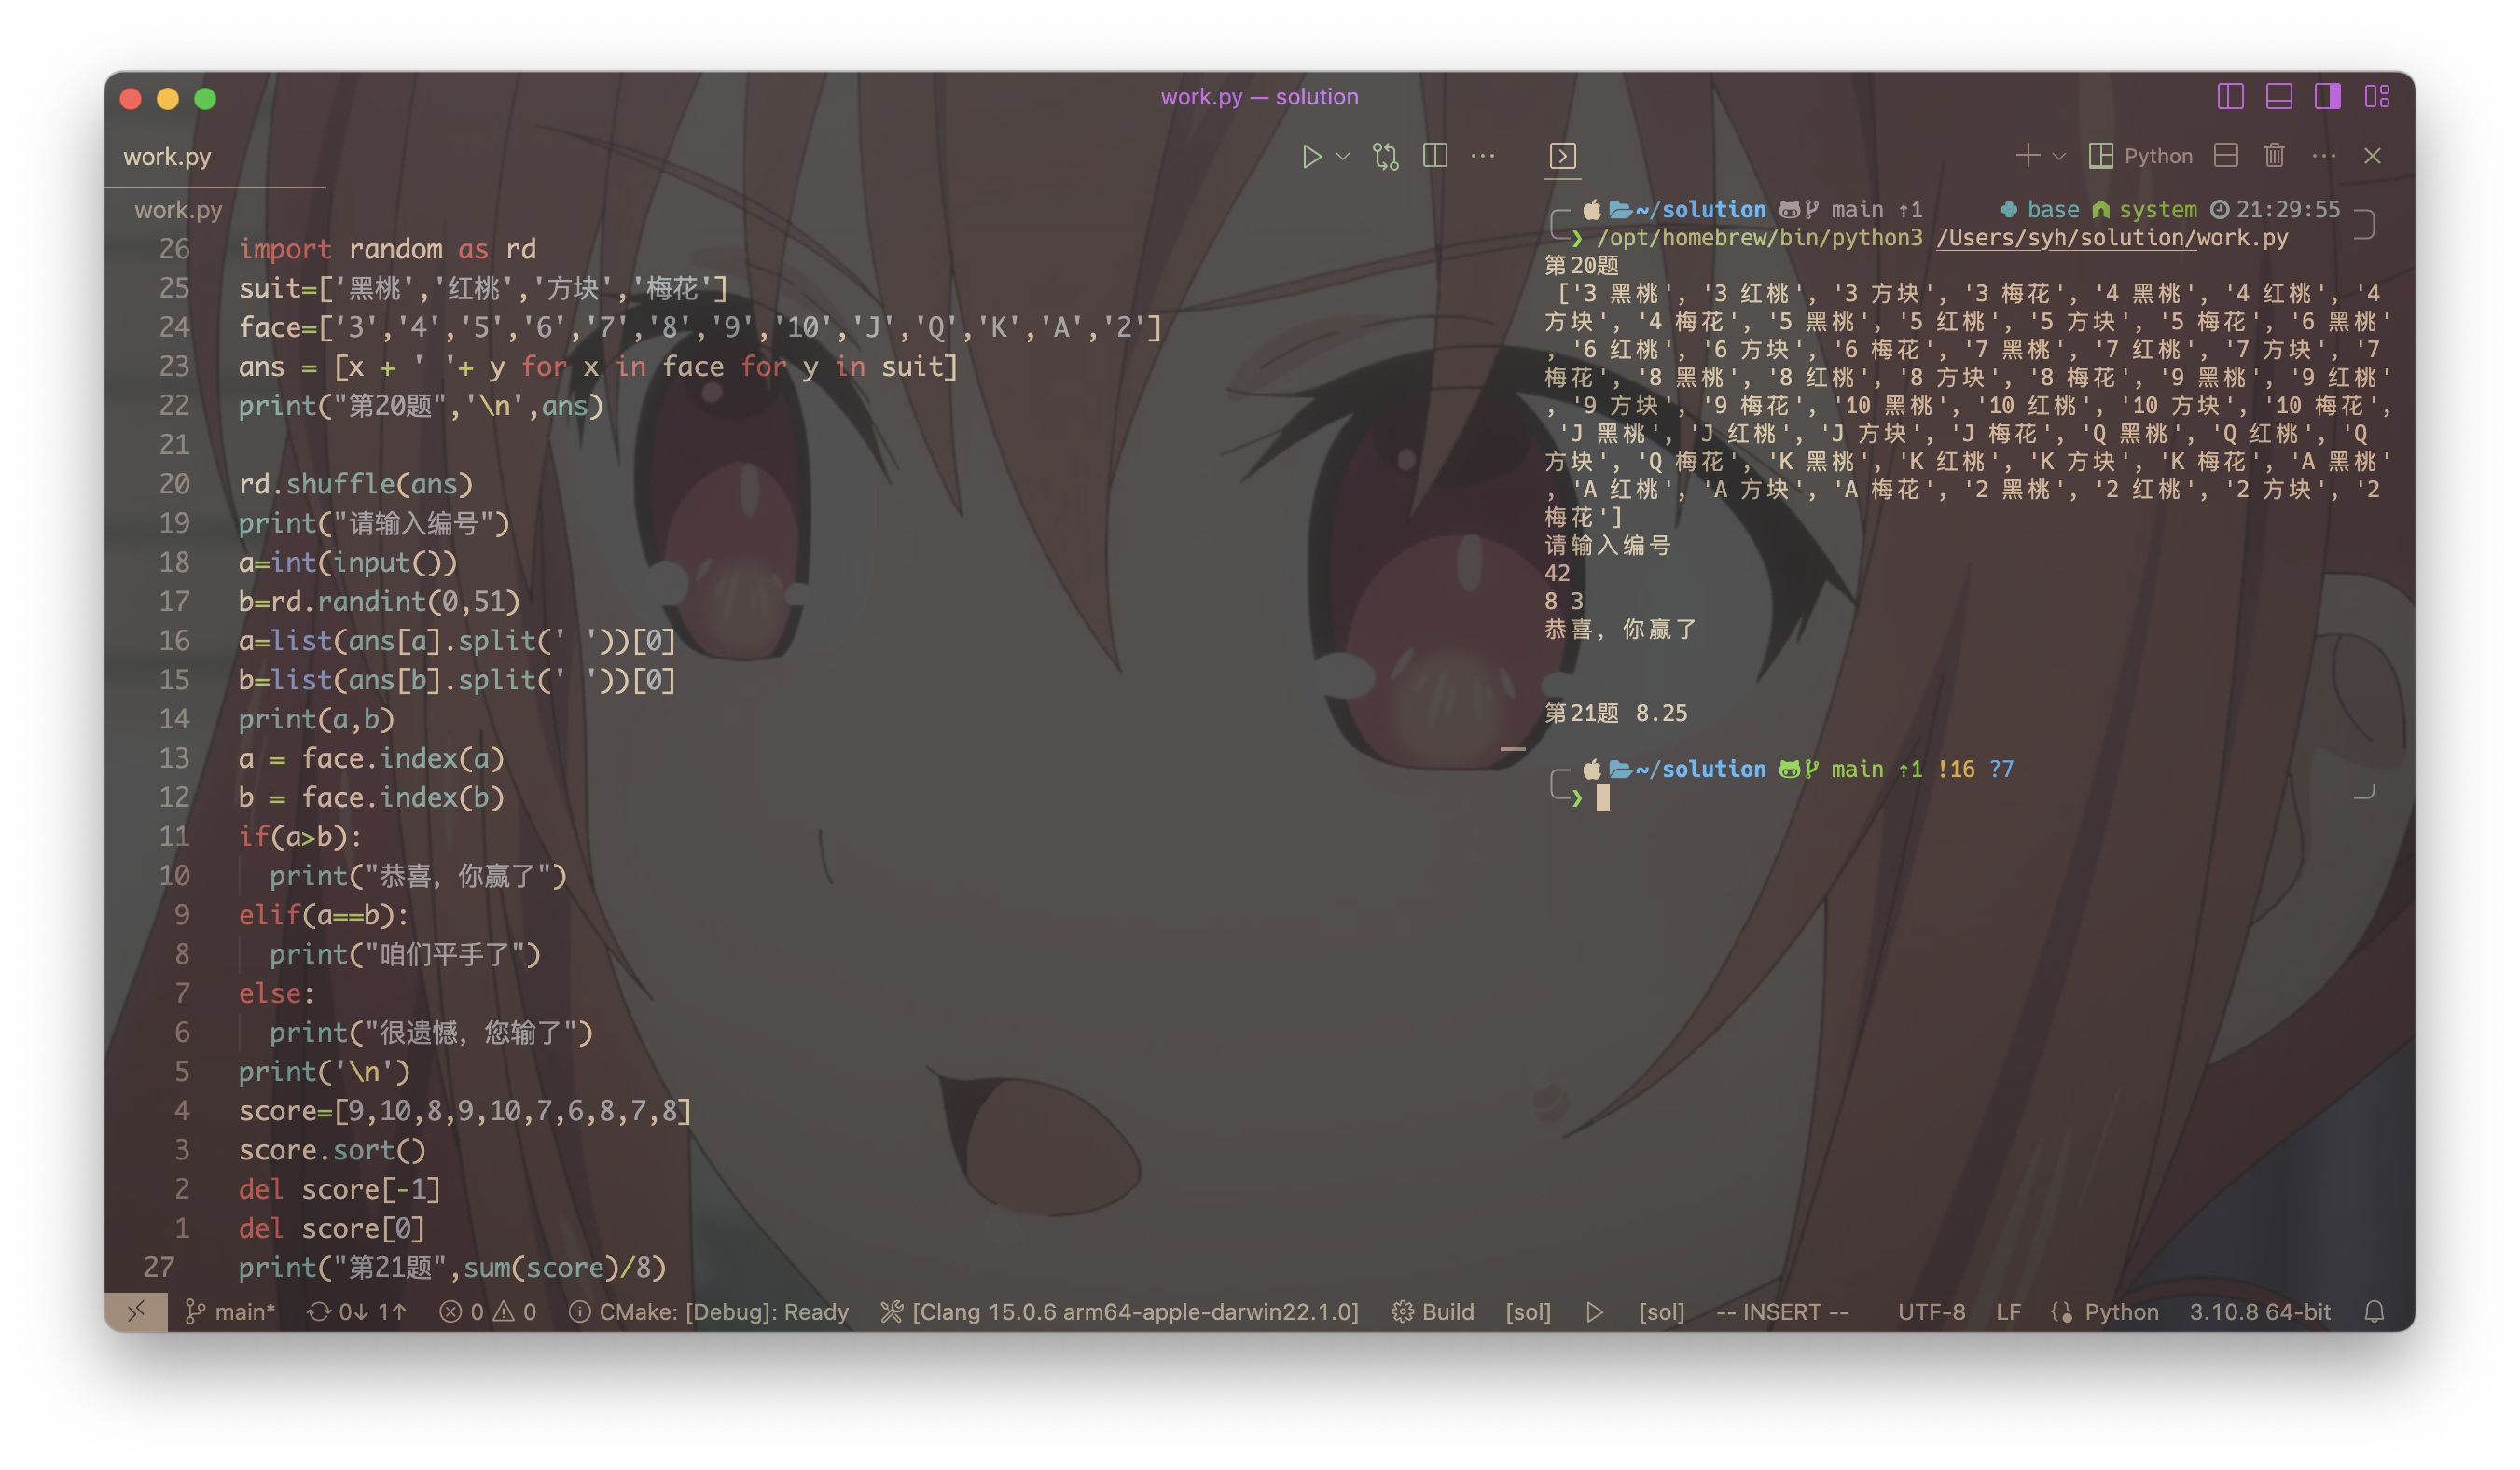 work.py — solution
work.py
Python
work.py
26 import random as rd
25 suit=['黑桃','红桃','方块','梅花']
24 face=['3','4','5','6','7','8','9','10','J','Q','K','A','2']
23 ans = [x + ' '+ y for x in face for y in suit]
22 print("第20题",'\n',ans)
21
20 rd.shuffle(ans)
19 print("请输入编号")
18 a=int(input())
17 b=rd.randint(0,51)
16 a=list(ans[a].split(' '))[0]
15 b=list(ans[b].split(' '))[0]
14 print(a,b)
13 a = face.index(a)
12 b = face.index(b)
11 if(a>b):
10 print("恭喜，你赢了")
9 elif(a==b):
8 print("咱们平手了")
7 else:
6 print("很遗憾，您输了")
5 print('\n')
4 score=[9,10,8,9,10,7,6,8,7,8]
3 score.sort()
2 del score[-1]
1 del score[0]
27 print("第21题",sum(score)/8)
~/solution main ⇡1 base system 21:29:55
❯ /opt/homebrew/bin/python3 /Users/syh/solution/work.py
第20题
['3 黑桃', '3 红桃', '3 方块', '3 梅花', '4 黑桃', '4 红桃', '4
方块', '4 梅花', '5 黑桃', '5 红桃', '5 方块', '5 梅花', '6 黑桃'
, '6 红桃', '6 方块', '6 梅花', '7 黑桃', '7 红桃', '7 方块', '7
梅花', '8 黑桃', '8 红桃', '8 方块', '8 梅花', '9 黑桃', '9 红桃'
, '9 方块', '9 梅花', '10 黑桃', '10 红桃', '10 方块', '10 梅花',
'J 黑桃', 'J 红桃', 'J 方块', 'J 梅花', 'Q 黑桃', 'Q 红桃', 'Q
方块', 'Q 梅花', 'K 黑桃', 'K 红桃', 'K 方块', 'K 梅花', 'A 黑桃'
, 'A 红桃', 'A 方块', 'A 梅花', '2 黑桃', '2 红桃', '2 方块', '2
梅花']
请输入编号
42
8 3
恭喜，你赢了
第21题 8.25
~/solution main ⇡1 !16 ?7
❯
main* 0↓ 1↑ 0 0 CMake: [Debug]: Ready [Clang 15.0.6 arm64-apple-darwin22.1.0] Build [sol] [sol] -- INSERT -- UTF-8 LF Python 3.10.8 64-bit